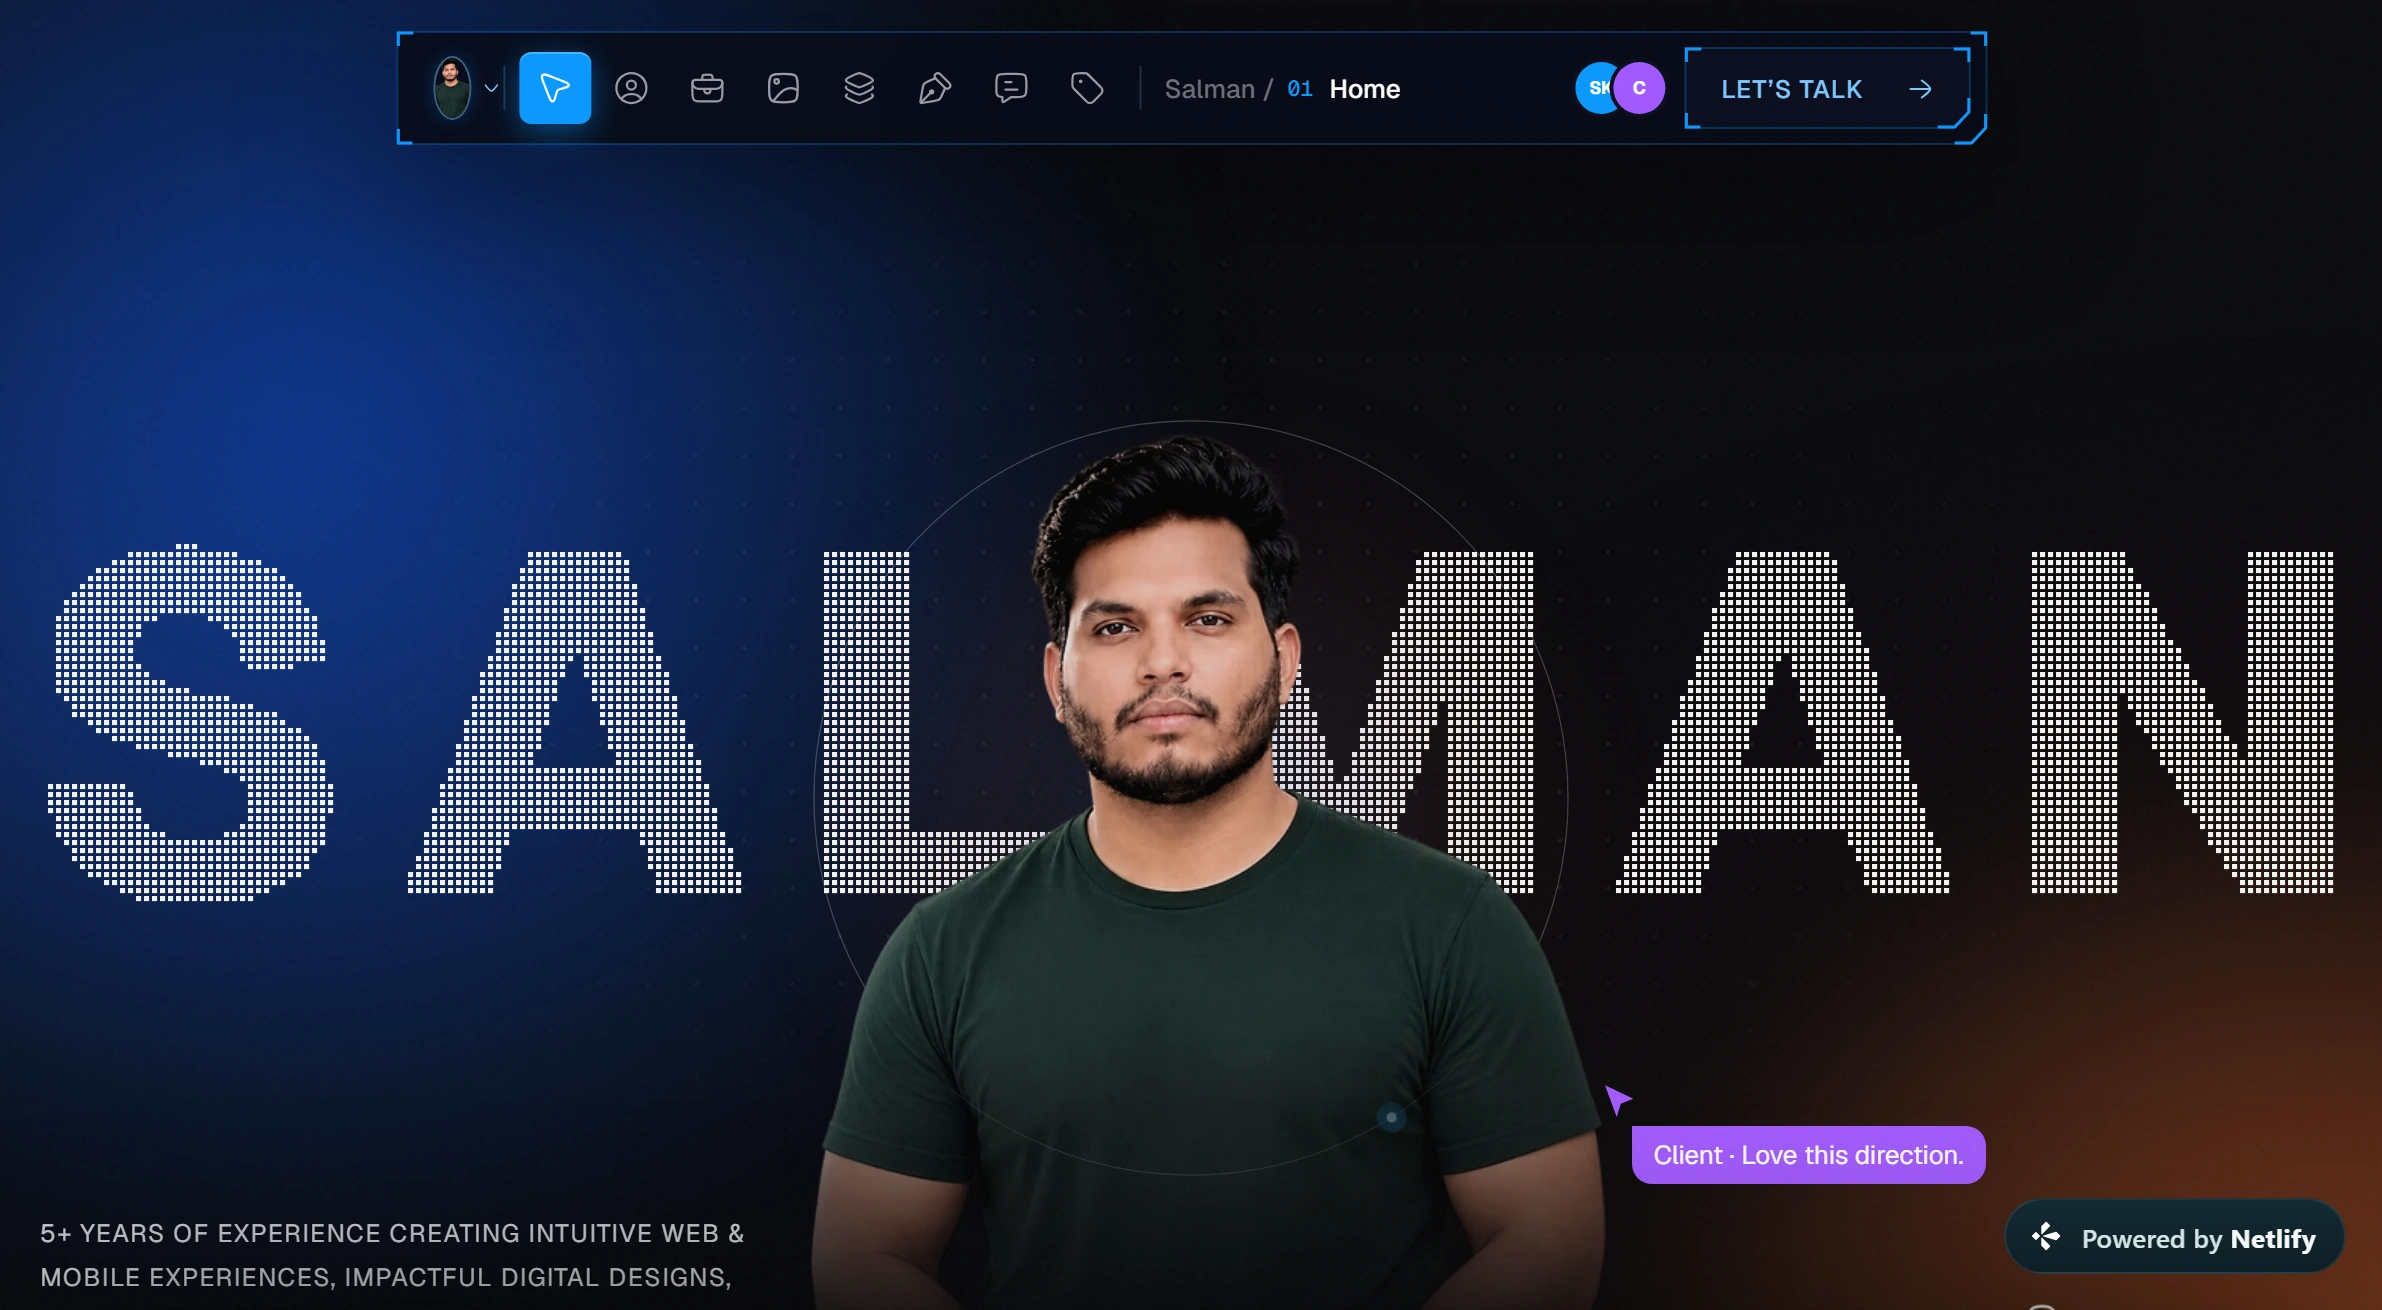 Salman / 01 Home
SK
C
LET'S TALK
SALMAN
Client · Love this direction.
5+ YEARS OF EXPERIENCE CREATING INTUITIVE WEB &
MOBILE EXPERIENCES, IMPACTFUL DIGITAL DESIGNS,
Powered by Netlify